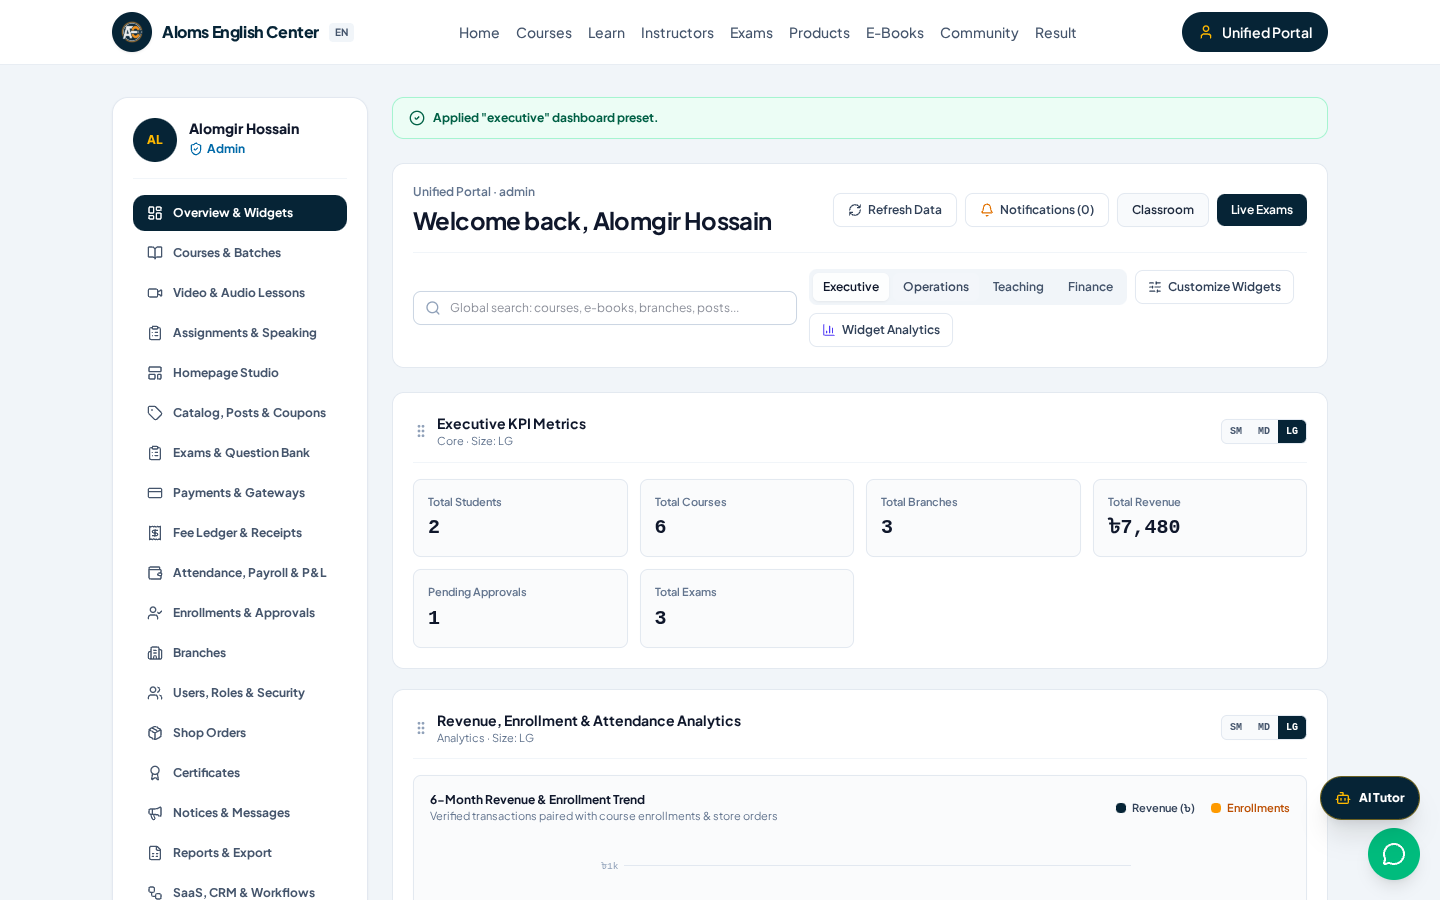 Aloms English Center EN
Home Courses Learn Instructors Exams Products E-Books Community Result
Unified Portal
AL
Alomgir Hossain
Admin
Overview & Widgets
Courses & Batches
Video & Audio Lessons
Assignments & Speaking
Homepage Studio
Catalog, Posts & Coupons
Exams & Question Bank
Payments & Gateways
Fee Ledger & Receipts
Attendance, Payroll & P&L
Enrollments & Approvals
Branches
Users, Roles & Security
Shop Orders
Certificates
Notices & Messages
Reports & Export
SaaS, CRM & Workflows
Applied "executive" dashboard preset.
Unified Portal · admin
Welcome back, Alomgir Hossain
Refresh Data Notifications (0) Classroom Live Exams
Global search: courses, e-books, branches, posts...
Executive Operations Teaching Finance Customize Widgets
Widget Analytics
Executive KPI Metrics
Core · Size: LG
SM MD LG
Total Students
2
Total Courses
6
Total Branches
3
Total Revenue
৳7,480
Pending Approvals
1
Total Exams
3
Revenue, Enrollment & Attendance Analytics
Analytics · Size: LG
SM MD LG
6-Month Revenue & Enrollment Trend
Verified transactions paired with course enrollments & store orders
Revenue (৳) Enrollments
৳1k
AI Tutor